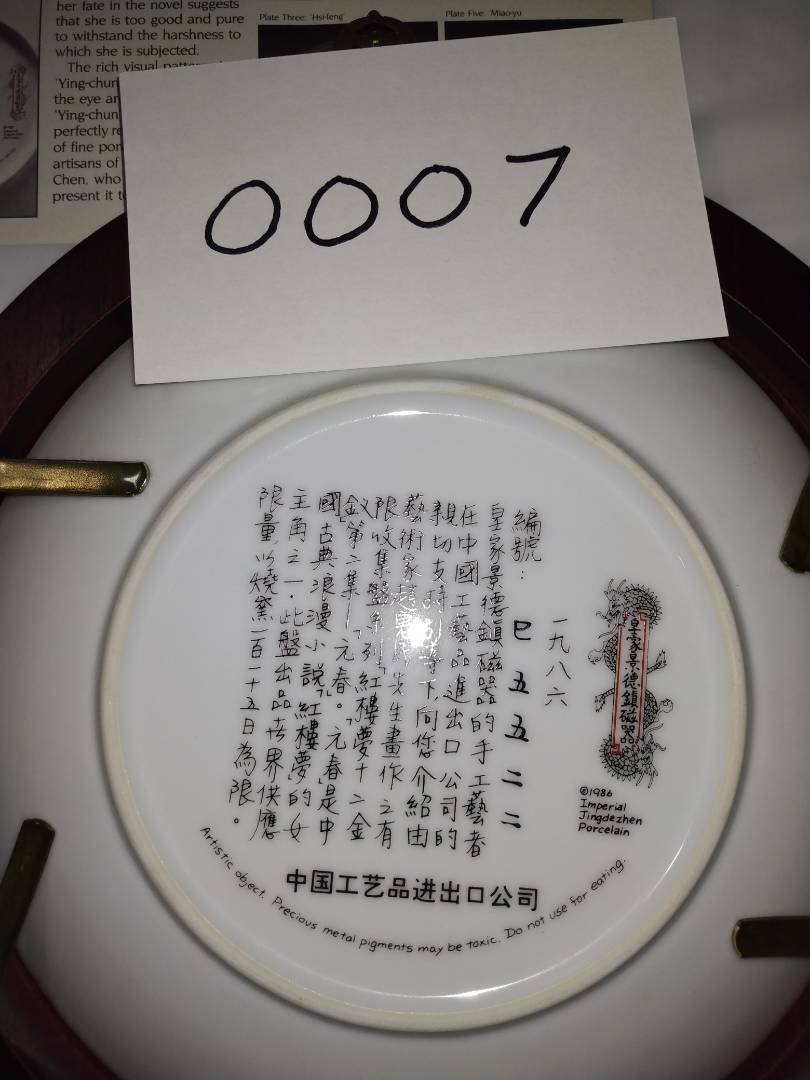 her fate in the novel suggests
that she is too good and pure
to withstand the harshness to
which she is subjected.
The rich visual
'Ying-chun
the eye
'Ying-chun
perfectly
of fine
artisans of
Chen, who
present it
Plate Three: 'Hsi-feng
Plate Five: 'Miao-yu
0007
皇家景德鎮磁器
©1986
Imperial
Jingdezhen
Porcelain
一九八六
編號：巳五五二二
皇家景德鎮磁器的手工藝者
在中國工藝品進出口公司的
親切支持下，向您介紹由
藝術家趙先生畫作之有
限收集盤系列「紅樓夢十二金
釵」第二集—「元春」。「元春」是中
國古典浪漫小說「紅樓夢」的女
主角之一。此盤出品世界供應
限量以燒窯一百一十五日為限。
中国工艺品进出口公司
Artistic object. Precious metal pigments may be toxic. Do not use for eating.